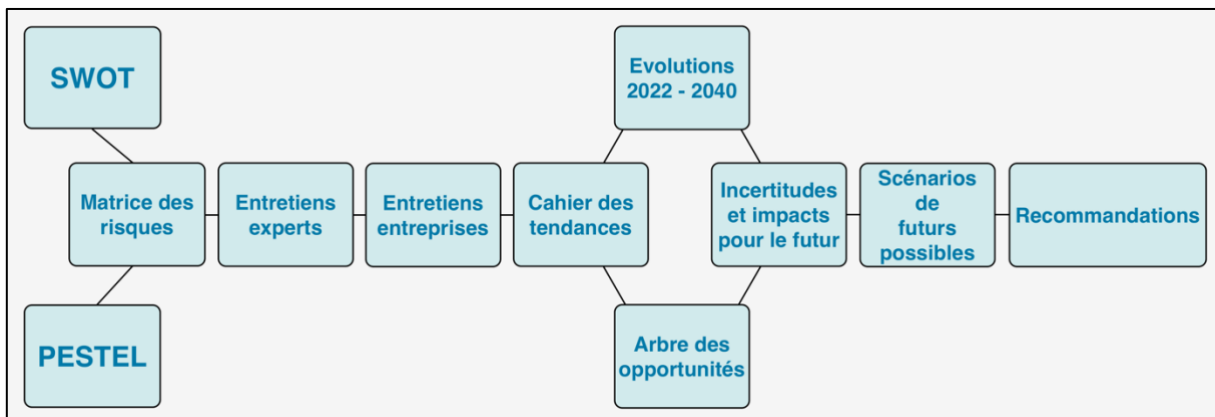 SWOT
PESTEL
Matrice des
risques
Entretiens
experts
Entretiens
entreprises
Cahier des
tendances
Evolutions
2022 - 2040
Arbre des
opportunités
Incertitudes
et impacts
pour le futur
Scénarios
de
futurs
possibles
Recommandations